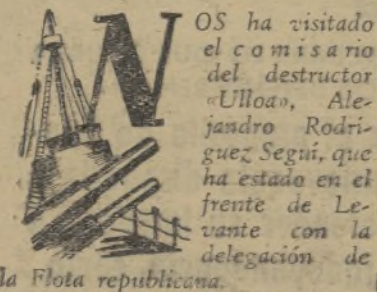 NOS ha visitado
el comisario
del destructor
«Ulloa», Ale-
jandro Rodrí-
guez Seguí, que
ha estado en el
frente de Le-
vante con la
delegación de
la Flota republicana.